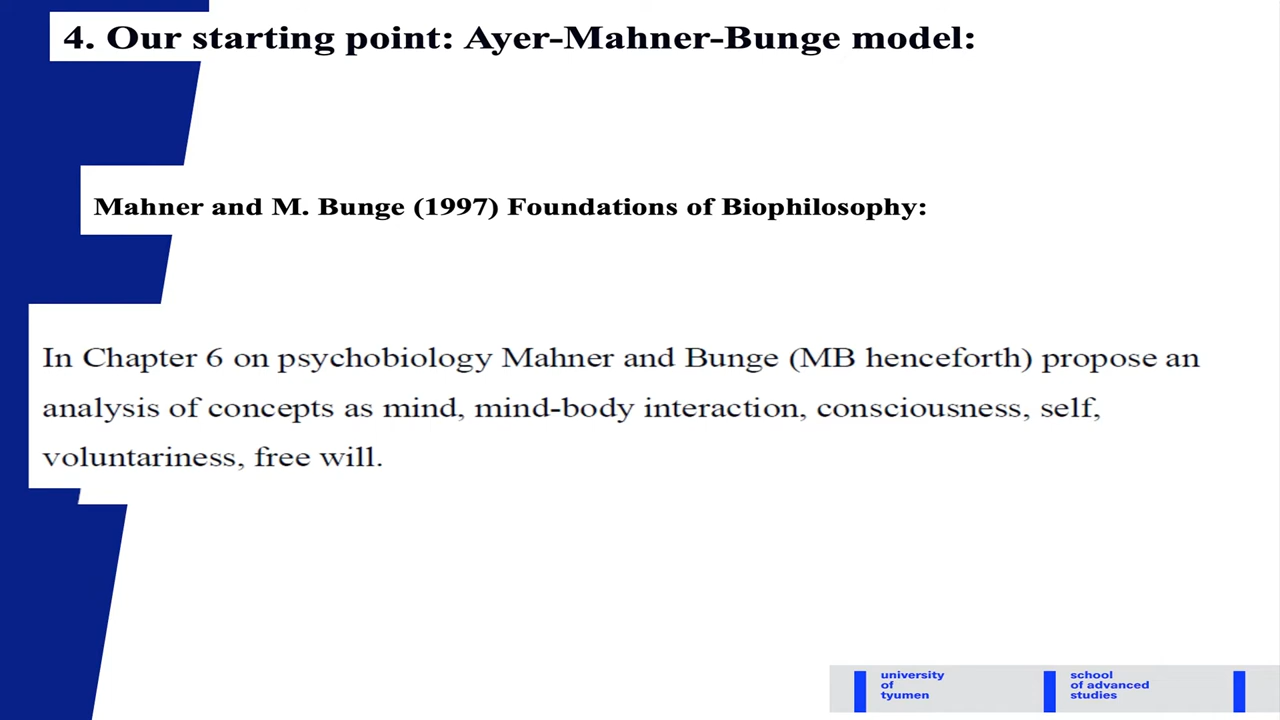 4. Our starting point: Ayer-Mahner-Bunge model:
Mahner and M. Bunge (1997) Foundations of Biophilosophy:
In Chapter 6 on psychobiology Mahner and Bunge (MB henceforth) propose an
analysis of concepts as mind, mind-body interaction, consciousness, self,
voluntariness, free will.
university
of
tyumen
school
of advanced
studies